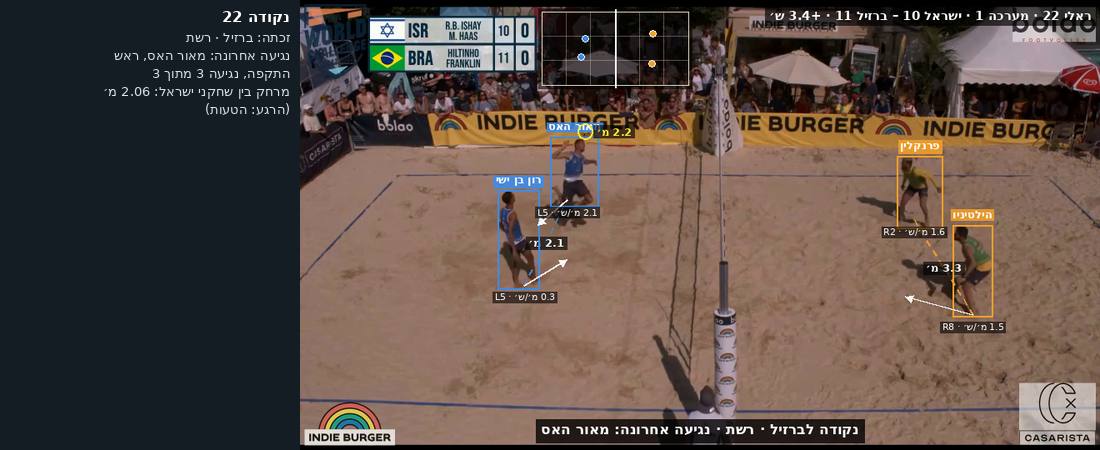 נקודה 22
זכתה: ברזיל · רשת
נגיעה אחרונה: מאור האס, ראש
התקפה, נגיעה 3 מתוך 3
מרחק בין שחקני ישראל: 2.06 מ׳
(הרגע: הטעות)
ראלי 22 · מערכה 1 · ישראל 10 – ברזיל 11 · +3.4 ש׳
ISR R.B. ISHAY M. HAAS 10 0
BRA HILTINHO FRANKLIN 11 0
bolao
FOOTVOLLEY
WORLD
CASARISTA
bolao
INDIE BURGER
INDIE BURGER
bolao
INDIE BURGER
מאור האס
2.2 מ׳
רון בן ישי
L5 · 2.1 מ׳/ש׳
2.1 מ׳
L5 · 0.3 מ׳/ש׳
פרנקלין
R2 · 1.6 מ׳/ש׳
הילטיניו
3.3 מ׳
R8 · 1.5 מ׳/ש׳
נקודה לברזיל · רשת · נגיעה אחרונה: מאור האס
INDIE BURGER
CASARISTA